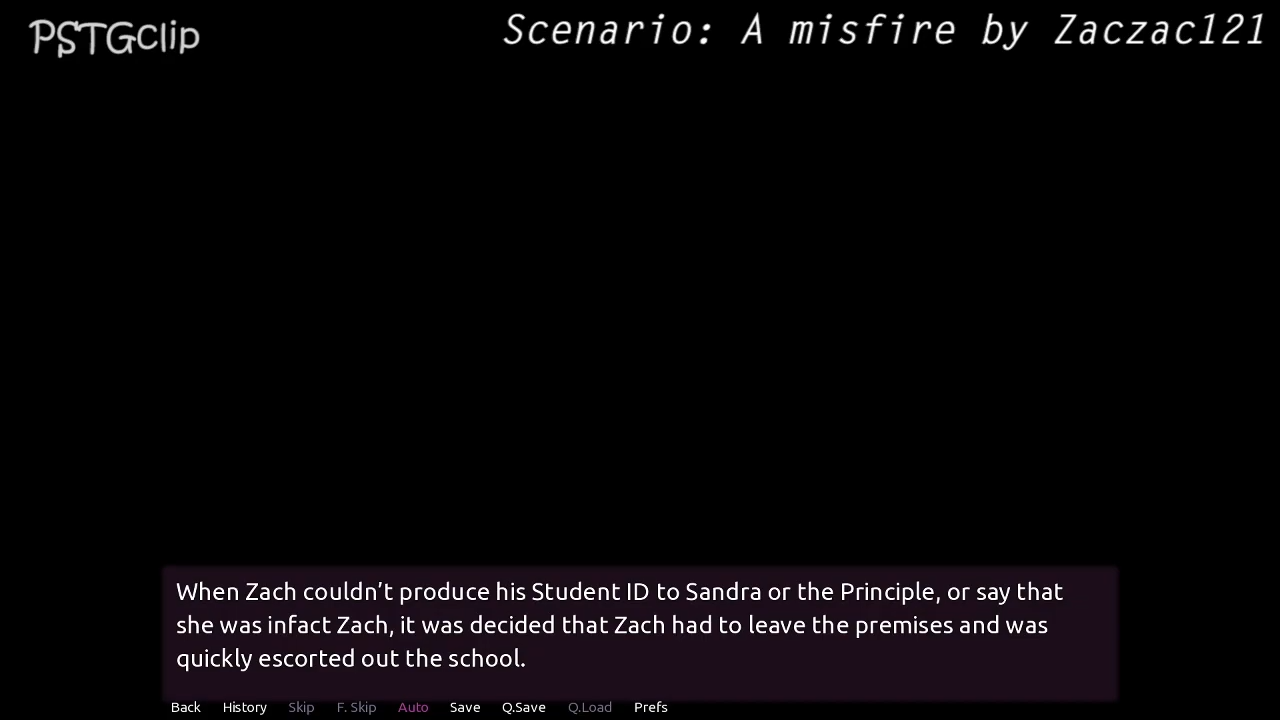 PSTGclip
Scenario: A misfire by Zaczac121
When Zach couldn’t produce his Student ID to Sandra or the Principle, or say that
she was infact Zach, it was decided that Zach had to leave the premises and was
quickly escorted out the school.
Back History Skip F. Skip Auto Save Q.Save Q.Load Prefs